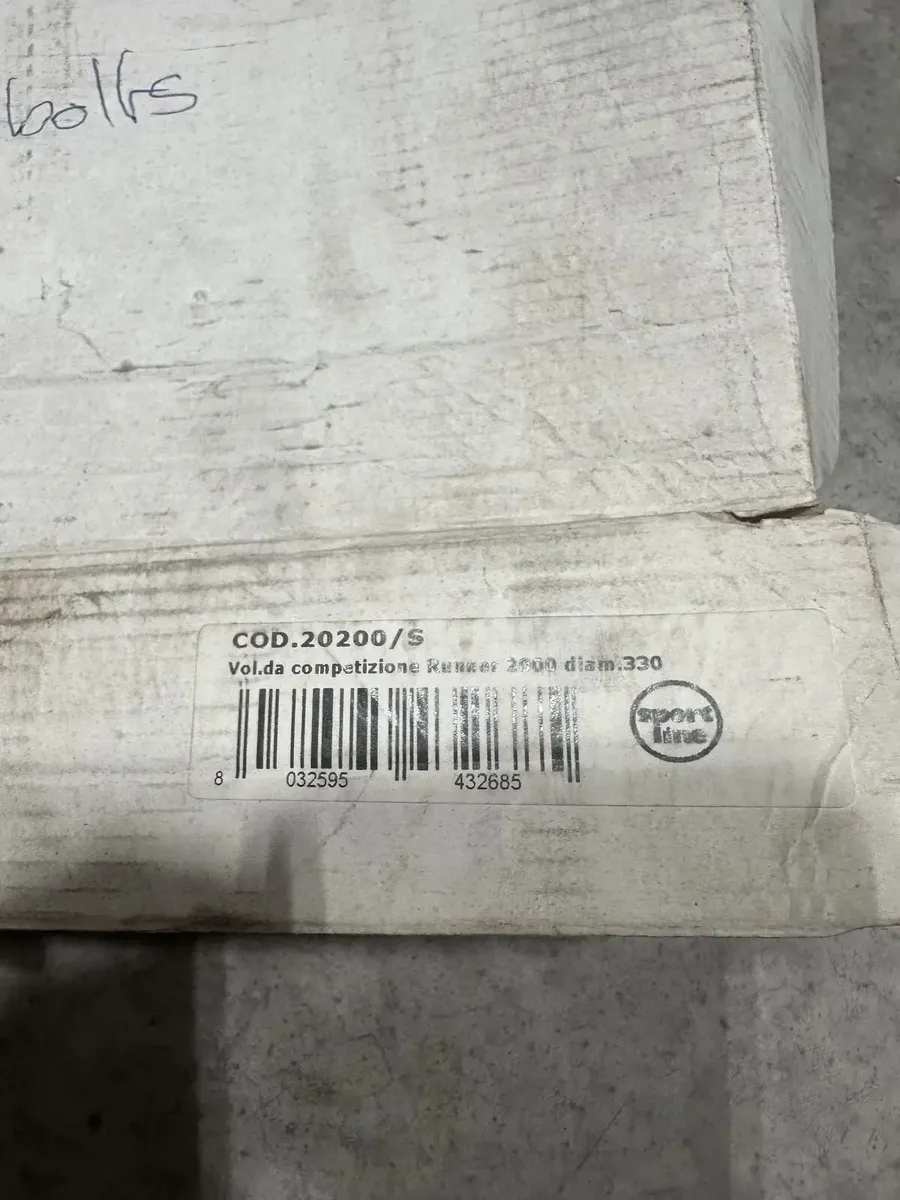 bolts
COD.20200/S
Vol.da competizione Runner 2000 diam.330
sport
line
8 032595 432685